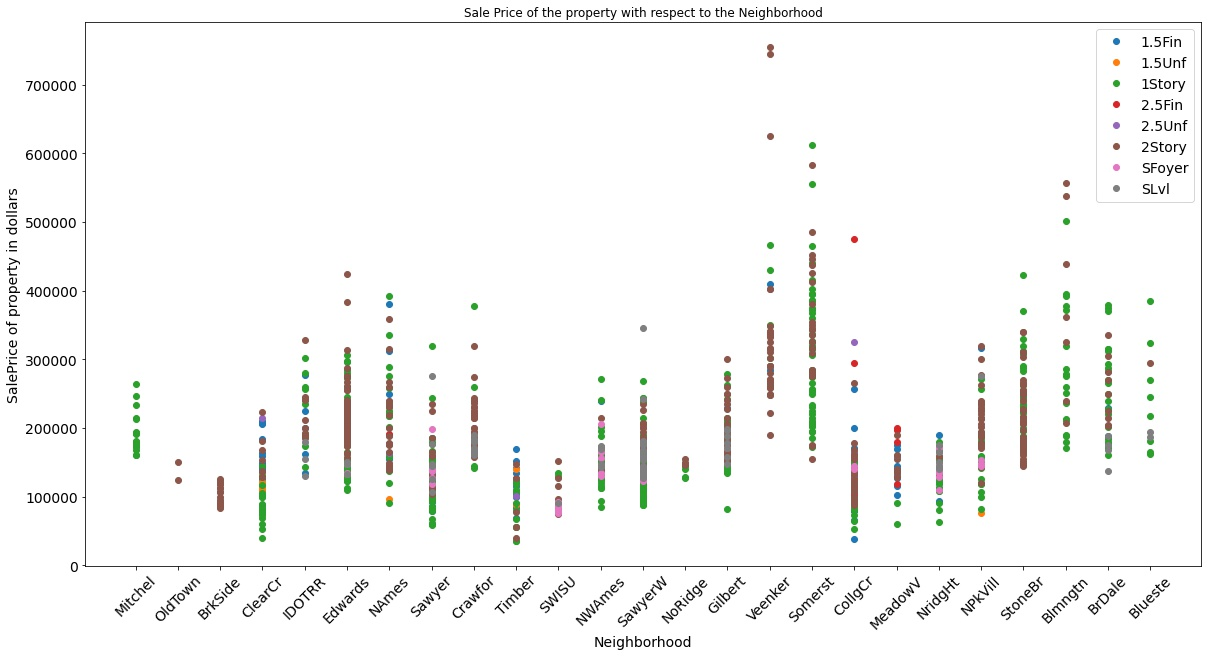 Sale Price of the property with respect to the Neighborhood
SalePrice of property in dollars
700000
600000
500000
400000
300000
200000
100000
0
1.5Fin
1.5Unf
1Story
2.5Fin
2.5Unf
2Story
SFoyer
SLvl
Mitchel
OldTown
BrkSide
ClearCr
IDOTRR
Edwards
NAmes
Sawyer
Crawfor
Timber
SWISU
NWAmes
SawyerW
NoRidge
Gilbert
Veenker
Somerst
CollgCr
MeadowV
NridgHt
NPKVill
StoneBr
Blmngtn
BrDale
Blueste
Neighborhood